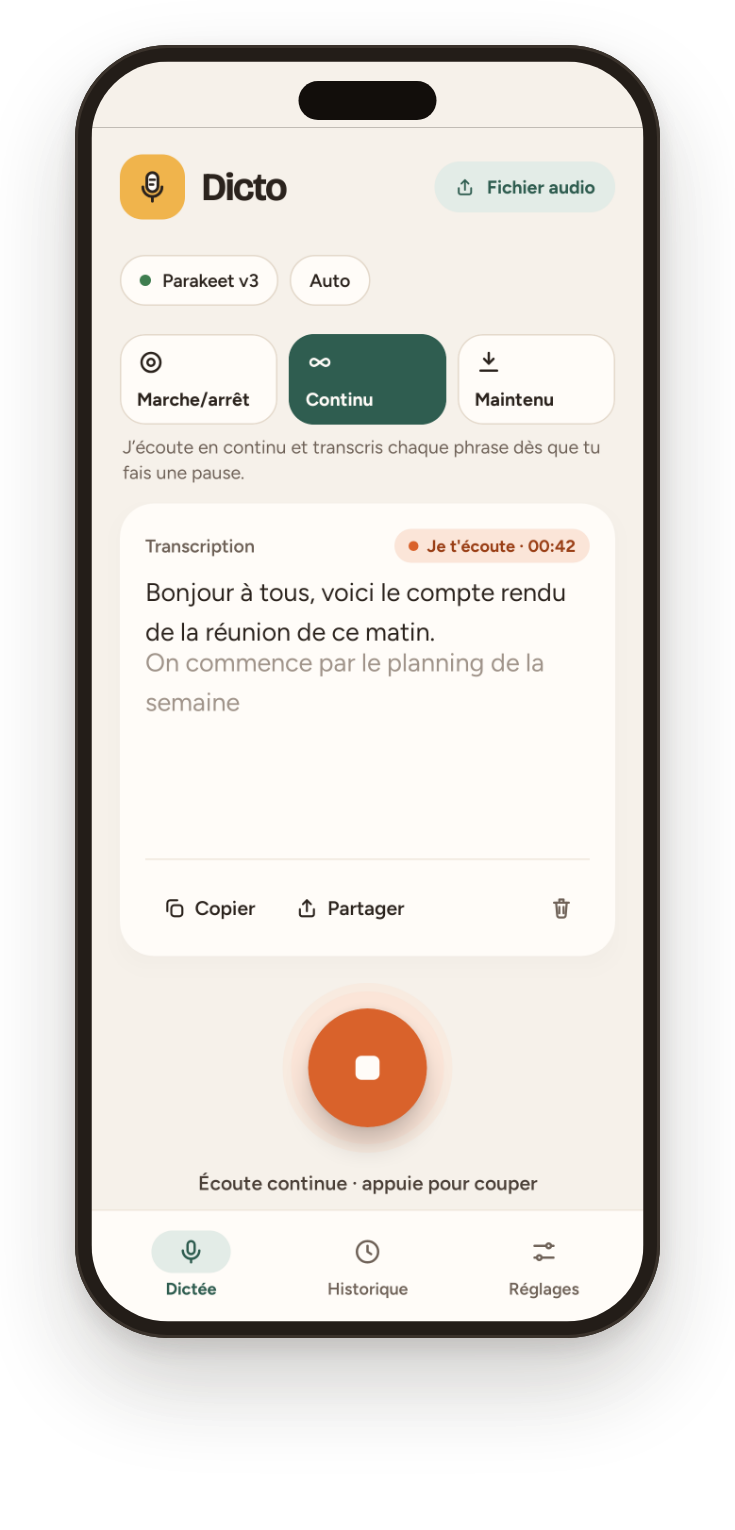 Dicto
Fichier audio
Parakeet v3
Auto
Marche/arrêt
Continu
Maintenu
J'écoute en continu et transcris chaque phrase dès que tu
fais une pause.
Transcription
Je t'écoute · 00:42
Bonjour à tous, voici le compte rendu
de la réunion de ce matin.
On commence par le planning de la
semaine
Copier
Partager
Écoute continue · appuie pour couper
Dictée
Historique
Réglages